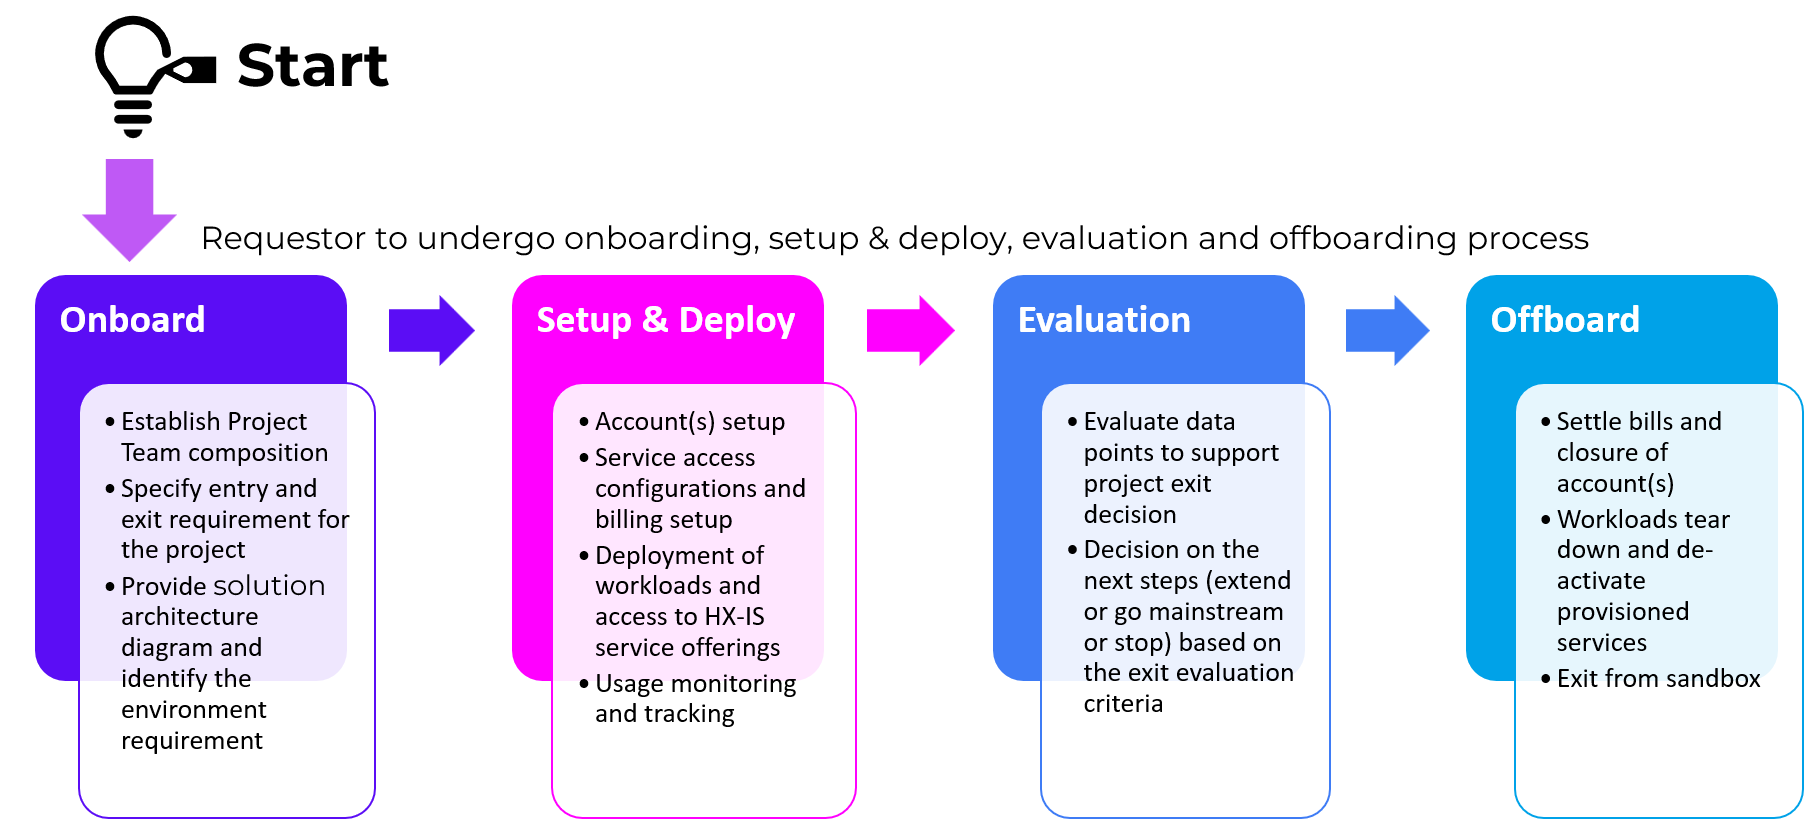 Start
Requestor to undergo onboarding, setup & deploy, evaluation and offboarding process
Onboard
• Establish Project
Team composition
• Specify entry and
exit requirement for
the project
• Provide solution
architecture
diagram and
identify the
environment
requirement
Setup & Deploy
• Account(s) setup
• Service access
configurations and
billing setup
• Deployment of
workloads and
access to HX-IS
service offerings
• Usage monitoring
and tracking
Evaluation
• Evaluate data
points to support
project exit
decision
• Decision on the
next steps (extend
or go mainstream
or stop) based on
the exit evaluation
criteria
Offboard
• Settle bills and
closure of
account(s)
• Workloads tear
down and de-
activate
provisioned
services
• Exit from sandbox